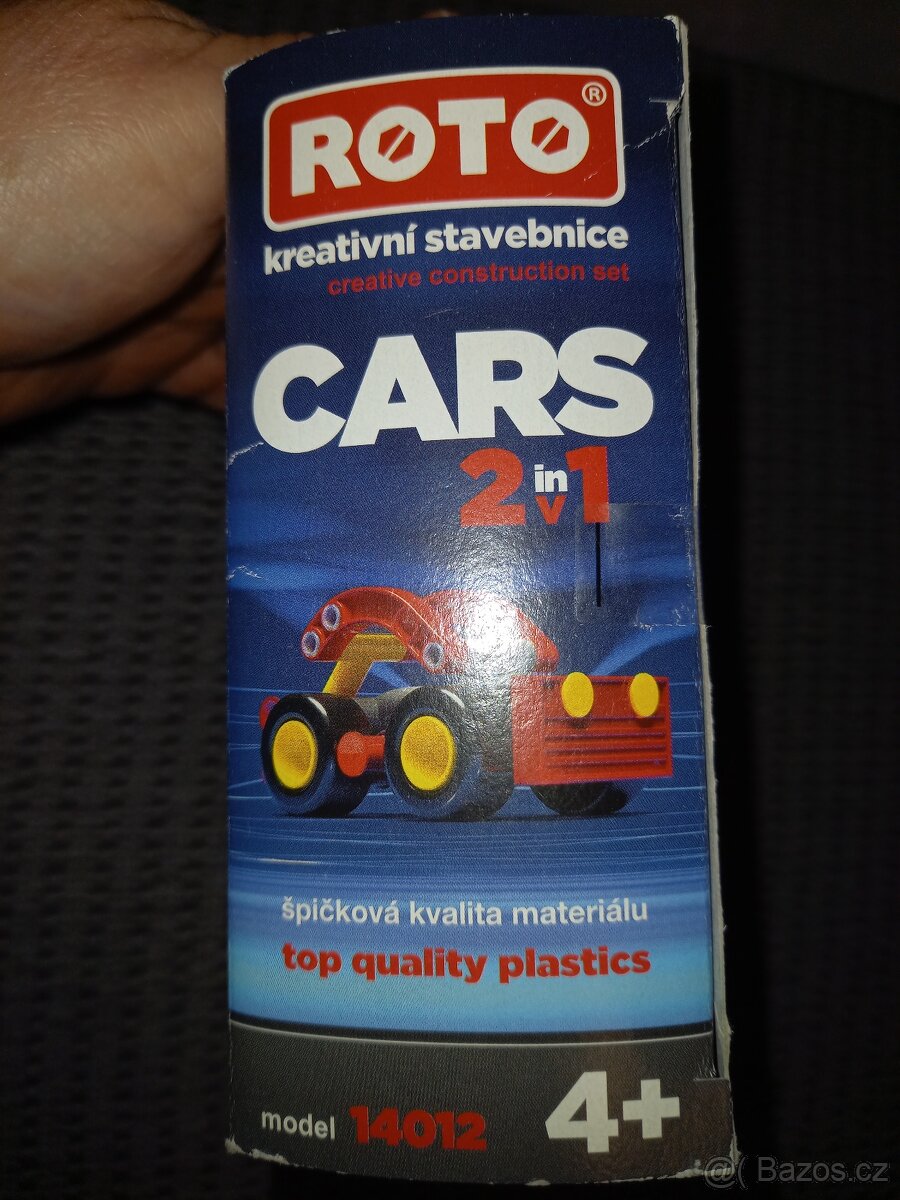 ROTO®
kreativní stavebnice
creative construction set
CARS
2 in 1
v
špičková kvalita materiálu
top quality plastics
model 14012
4+
@( Bazos.cz